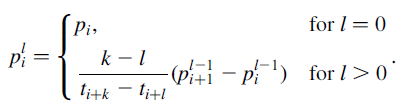 p_i^l = { p_i, for l = 0
(k − l) / (t_{i+k} − t_{i+l}) (p_{i+1}^{l−1} − p_i^{l−1}) for l > 0 .